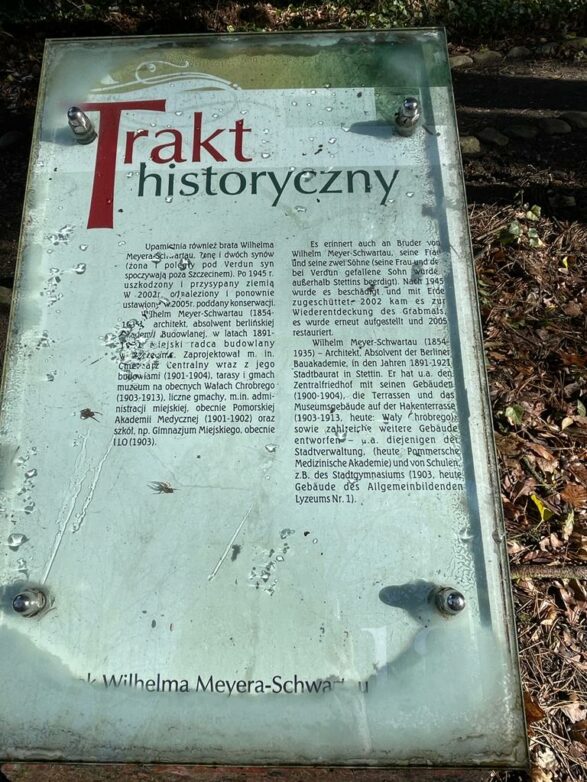 Trakt
historyczny
Upamiętnia również brata Wilhelma
żonę i dwóch synów
(żona i poległy pod Verdun syn
spoczywają poza Szczecinem). Po 1945 r.
uszkodzony i przysypany ziemią
W 2002r. odnaleziony i ponownie
ustawiony w 2005r. poddany konserwacji.
Wilhelm Meyer-Schwartau (1854-
architekt, absolwent berlińskiej
Akademii Budowlanej, w latach 1891-
miejski radca budowlany
Zaprojektował m. in.
Cmentarz Centralny wraz z jego
budowlami (1901-1904), tarasy i gmach
muzeum na obecnych Wałach Chrobrego
(1903-1913), liczne gmachy, m.in. admi-
nistracji miejskiej, obecnie Pomorskiej
Akademii Medycznej (1901-1902) oraz
szkół, np. Gimnazjum Miejskiego, obecnie
I LO (1903).
Es erinnert auch an Bruder von
Wilhelm Meyer-Schwartau, seine Frau
und seine zwei Söhne (seine Frau und
bei Verdun gefallene Sohn wurde
außerhalb Stettins beerdigt). Nach 1945
wurde es beschädigt und mit Erde
zugeschüttet. 2002 kam es zur
Wiederentdeckung des Grabmals,
es wurde erneut aufgestellt und 2005
restauriert.
Wilhelm Meyer-Schwartau (1854-
1935) – Architekt, Absolvent der Berliner
Bauakademie, in den Jahren 1891-1921
Stadtbaurat in Stettin. Er hat u.a. den
Zentralfriedhof mit seinen Gebäuden
(1900-1904), die Terrassen und das
Museumsgebäude auf der Hakenterrasse
(1903-1913, heute: Wały Chrobrego),
sowie zahlreiche weitere Gebäude
entworfen – u.a. diejenigen der
Stadtverwaltung, (heute Pommersche
Medizinische Akademie) und von Schulen,
z.B. des Stadtgymnasiums (1903, heute
Gebäude des Allgemeinbildenden
Lyzeums Nr. 1).
Wilhelma Meyera-Schwartau